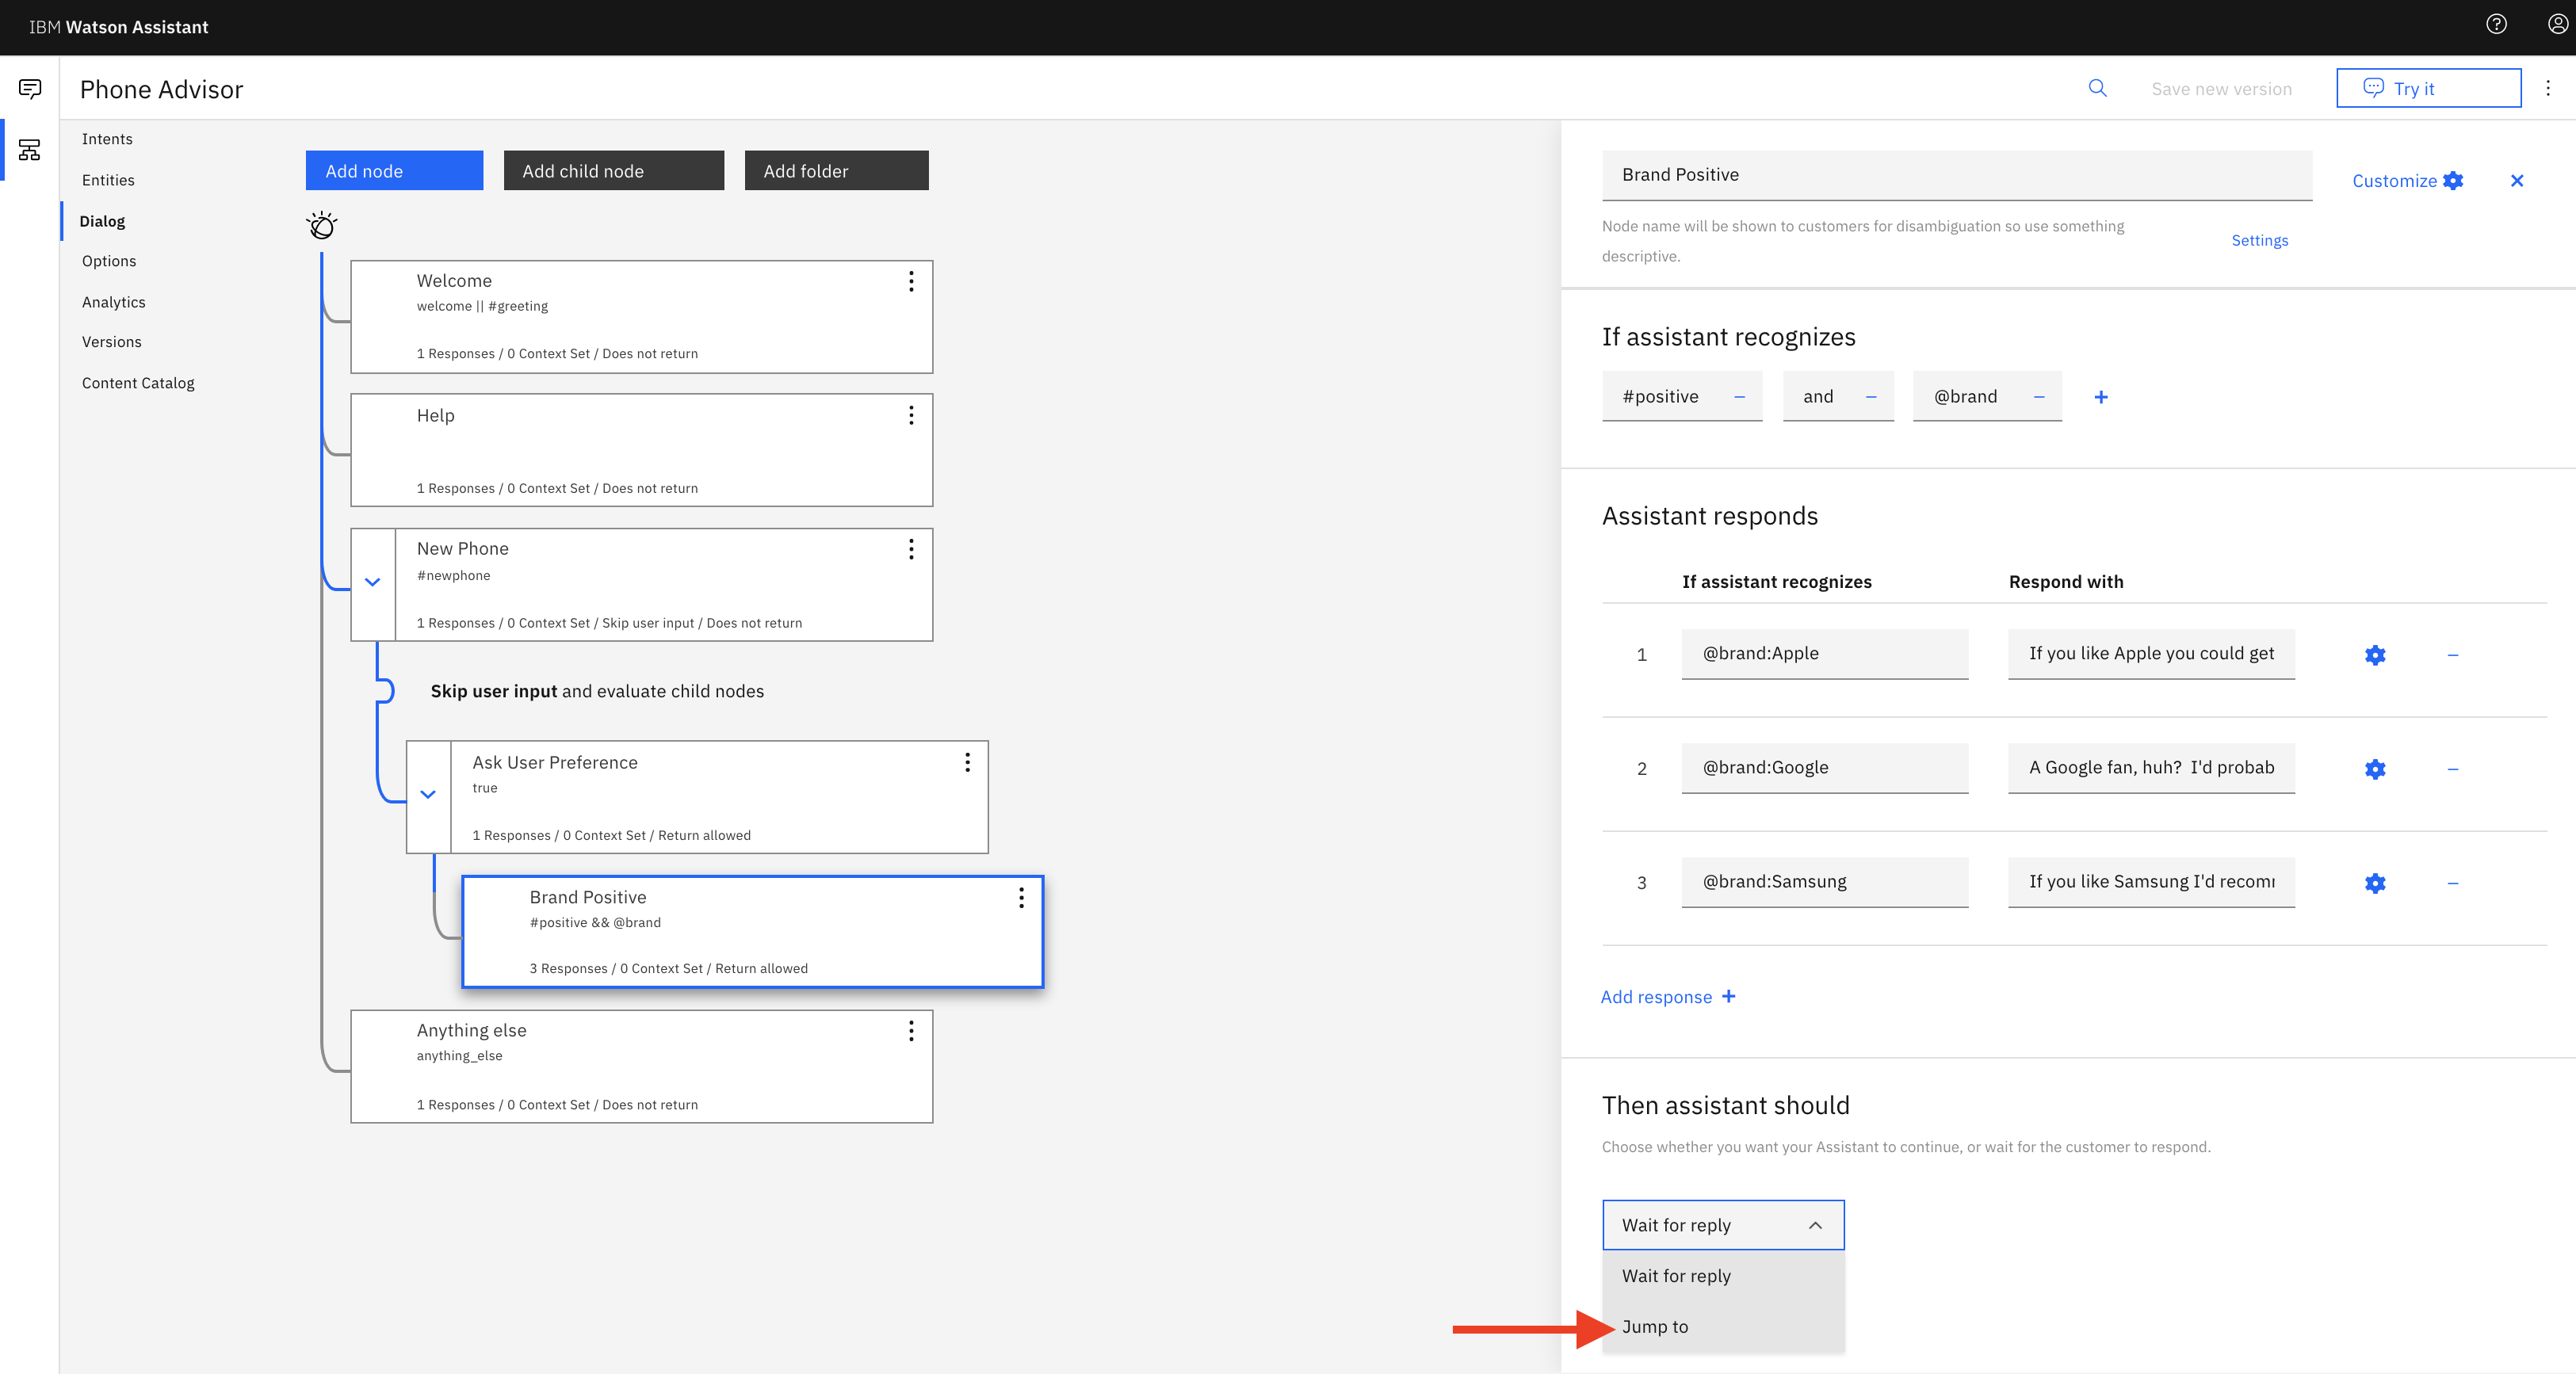 IBM Watson Assistant
Phone Advisor
Save new version
Try it
Intents
Entities
Dialog
Options
Analytics
Versions
Content Catalog
Add node
Add child node
Add folder
Welcome
welcome || #greeting
1 Responses / 0 Context Set / Does not return
Help
1 Responses / 0 Context Set / Does not return
New Phone
#newphone
1 Responses / 0 Context Set / Skip user input / Does not return
Skip user input and evaluate child nodes
Ask User Preference
true
1 Responses / 0 Context Set / Return allowed
Brand Positive
#positive && @brand
3 Responses / 0 Context Set / Return allowed
Anything else
anything_else
1 Responses / 0 Context Set / Does not return
Brand Positive
Customize
Node name will be shown to customers for disambiguation so use something
descriptive.
Settings
If assistant recognizes
#positive and @brand
Assistant responds
If assistant recognizes Respond with
1 @brand:Apple If you like Apple you could get
2 @brand:Google A Google fan, huh? I'd probab
3 @brand:Samsung If you like Samsung I'd recom
Add response
Then assistant should
Choose whether you want your Assistant to continue, or wait for the customer to respond.
Wait for reply
Wait for reply
Jump to